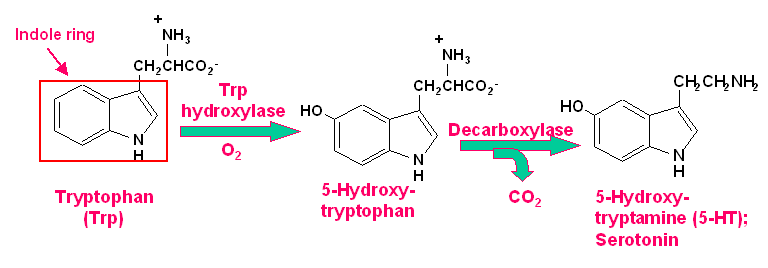 Indole ring
+
NH₃
CH₂CHCO₂-
N
H
Tryptophan
(Trp)
Trp
hydroxylase
O₂
+
NH₃
CH₂CHCO₂-
HO
N
H
5-Hydroxy-
tryptophan
Decarboxylase
CO₂
CH₂CH₂NH₂
HO
N
H
5-Hydroxy-
tryptamine (5-HT);
Serotonin